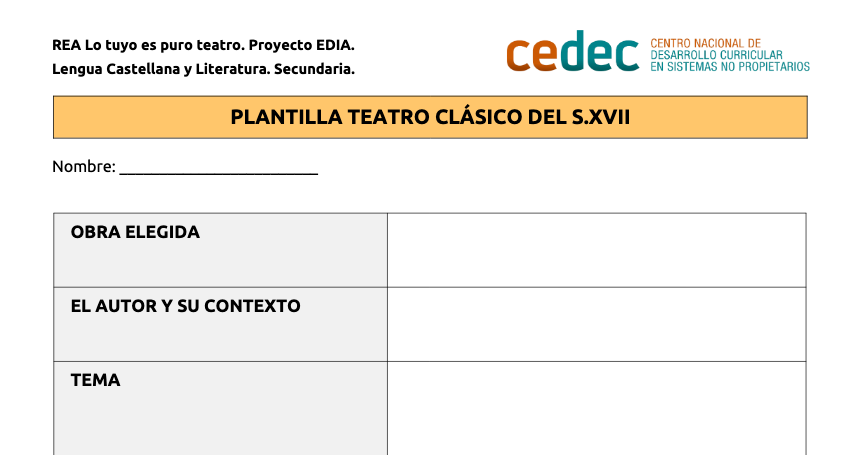 REA Lo tuyo es puro teatro. Proyecto EDIA.
Lengua Castellana y Literatura. Secundaria.
cedec
CENTRO NACIONAL DE
DESARROLLO CURRICULAR
EN SISTEMAS NO PROPIETARIOS
PLANTILLA TEATRO CLÁSICO DEL S.XVII
Nombre: ________________________
OBRA ELEGIDA
EL AUTOR Y SU CONTEXTO
TEMA